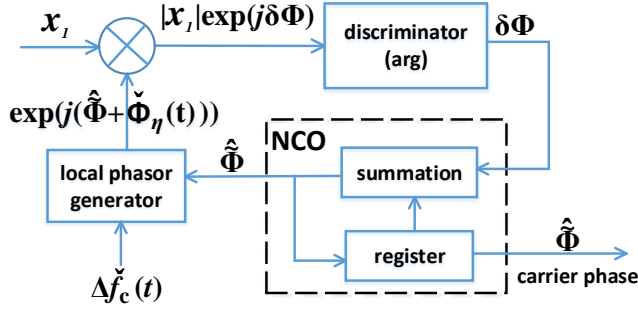 x₁
|x₁|exp(jδΦ)
discriminator
(arg)
δΦ
exp(j(Φ̃̂+Φ̌η(t)))
NCO
local phasor
generator
Φ̃̂
summation
register
Φ̃̂
carrier phase
Δf̌c(t)